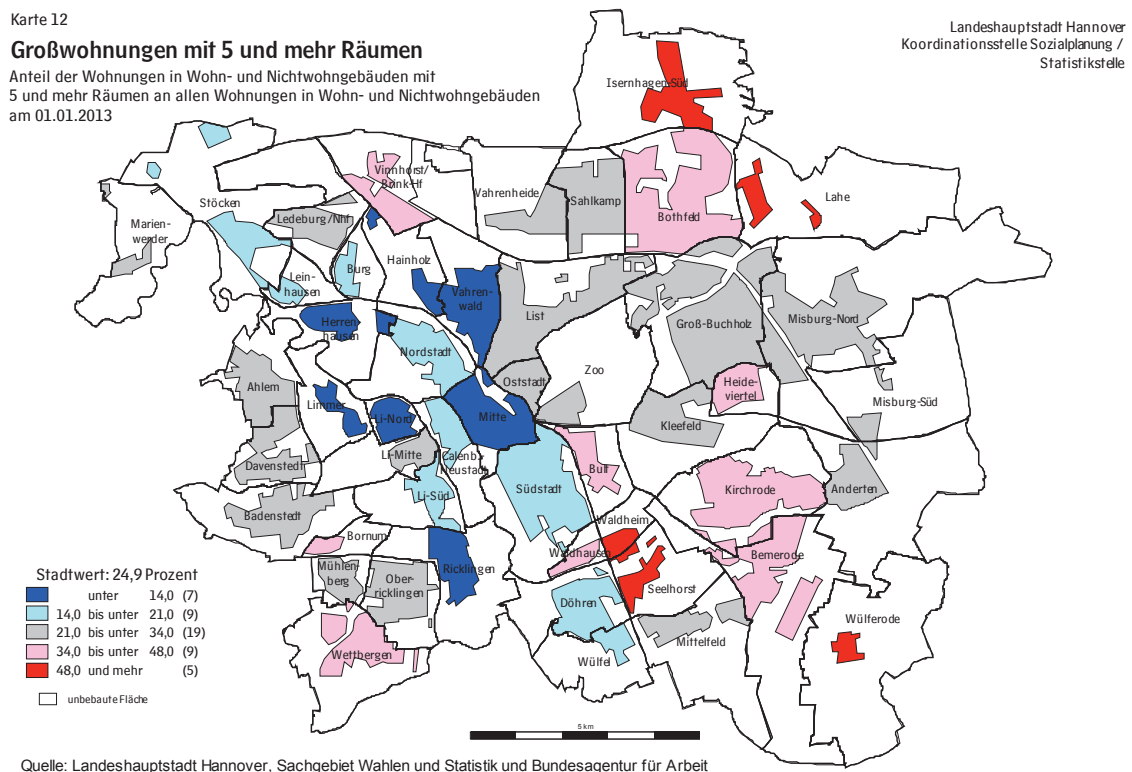 Karte 12
Großwohnungen mit 5 und mehr Räumen
Anteil der Wohnungen in Wohn- und Nichtwohngebäuden mit
5 und mehr Räumen an allen Wohnungen in Wohn- und Nichtwohngebäuden
am 01.01.2013
Landeshauptstadt Hannover
Koordinationsstelle Sozialplanung /
Statistikstelle
Isernhagen-Süd
Vinnhorst/
Brink-Hf
Vahrenheide
Sahlkamp
Bothfeld
Lahe
Stöcken
Marien-
werder
Ledeburg/Nhf
Hainholz
Burg
Lein-
hausen
Vahren-
wald
List
Groß-Buchholz
Misburg-Nord
Herren-
hausen
Nordstadt
Oststadt
Zoo
Heide-
viertel
Misburg-Süd
Ahlem
Limmer
Li-Nord
Mitte
Kleefeld
Li-Mitte
Calenb.
Neustadt
Davenstedt
Bult
Südstadt
Kirchrode
Anderten
Li-Süd
Badenstedt
Waldheim
Bornum
Waldhausen
Bemerode
Mühlen-
berg
Ober-
ricklingen
Ricklingen
Seelhorst
Döhren
Wülferode
Mittelfeld
Wettbergen
Wülfel
Stadtwert: 24,9 Prozent
unter 14,0 (7)
14,0 bis unter 21,0 (9)
21,0 bis unter 34,0 (19)
34,0 bis unter 48,0 (9)
48,0 und mehr (5)
unbebaute Fläche
5 km
Quelle: Landeshauptstadt Hannover, Sachgebiet Wahlen und Statistik und Bundesagentur für Arbeit